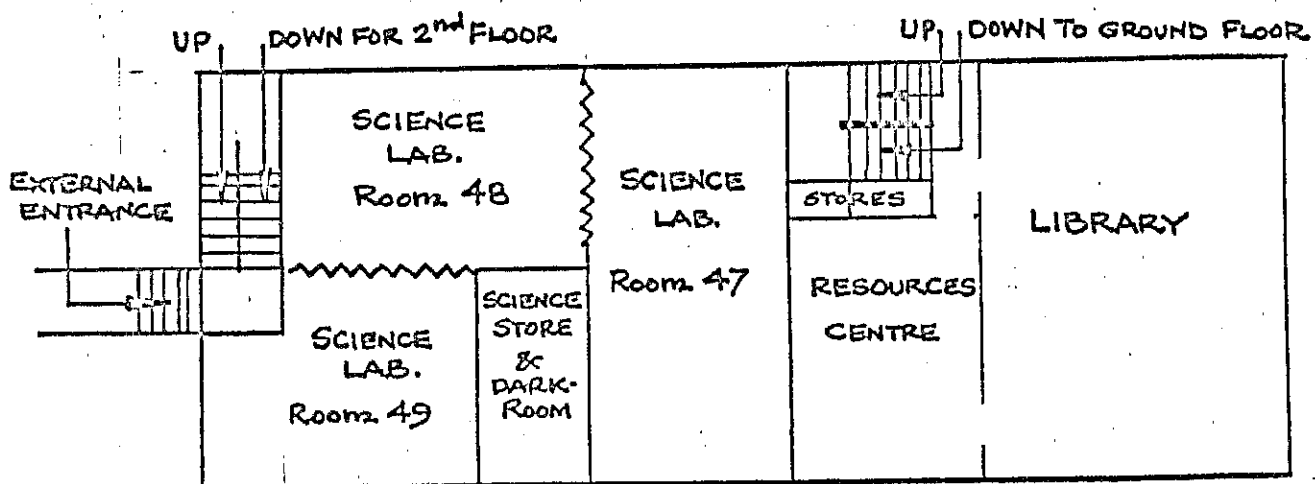 UP DOWN FOR 2nd FLOOR
UP DOWN TO GROUND FLOOR
EXTERNAL
ENTRANCE
SCIENCE
LAB.
Room 48
SCIENCE
LAB.
Room 47
STORES
LIBRARY
RESOURCES
CENTRE
SCIENCE
LAB.
Room 49
SCIENCE
STORE
&
DARK-
ROOM